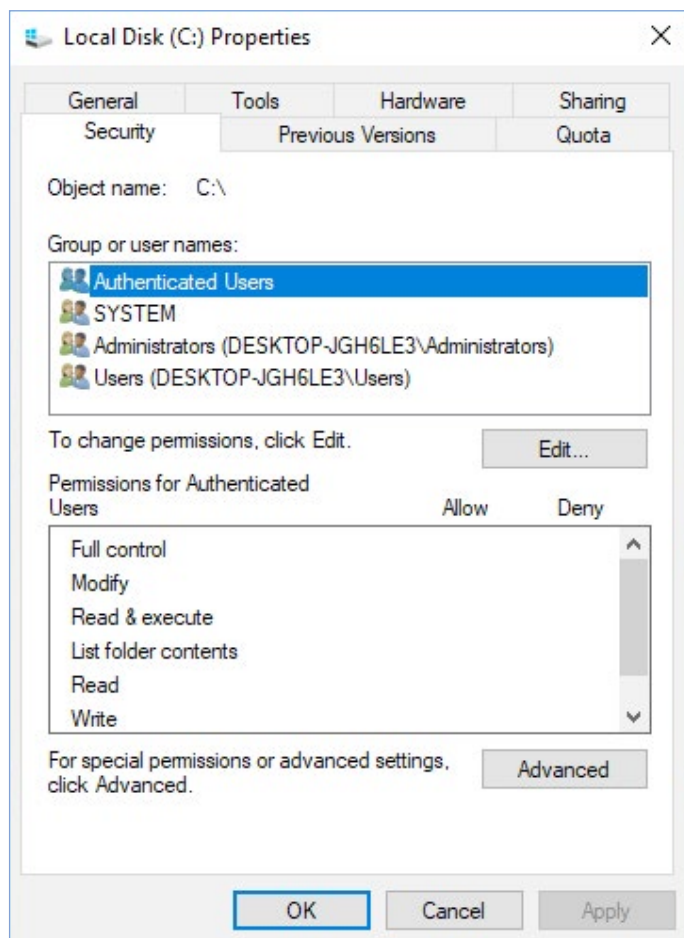 Local Disk (C:) Properties
General Tools Hardware Sharing
Security Previous Versions Quota
Object name: C:\
Group or user names:
Authenticated Users
SYSTEM
Administrators (DESKTOP-JGH6LE3\Administrators)
Users (DESKTOP-JGH6LE3\Users)
To change permissions, click Edit.
Edit...
Permissions for Authenticated
Users Allow Deny
Full control
Modify
Read & execute
List folder contents
Read
Write
For special permissions or advanced settings,
click Advanced.
Advanced
OK Cancel Apply